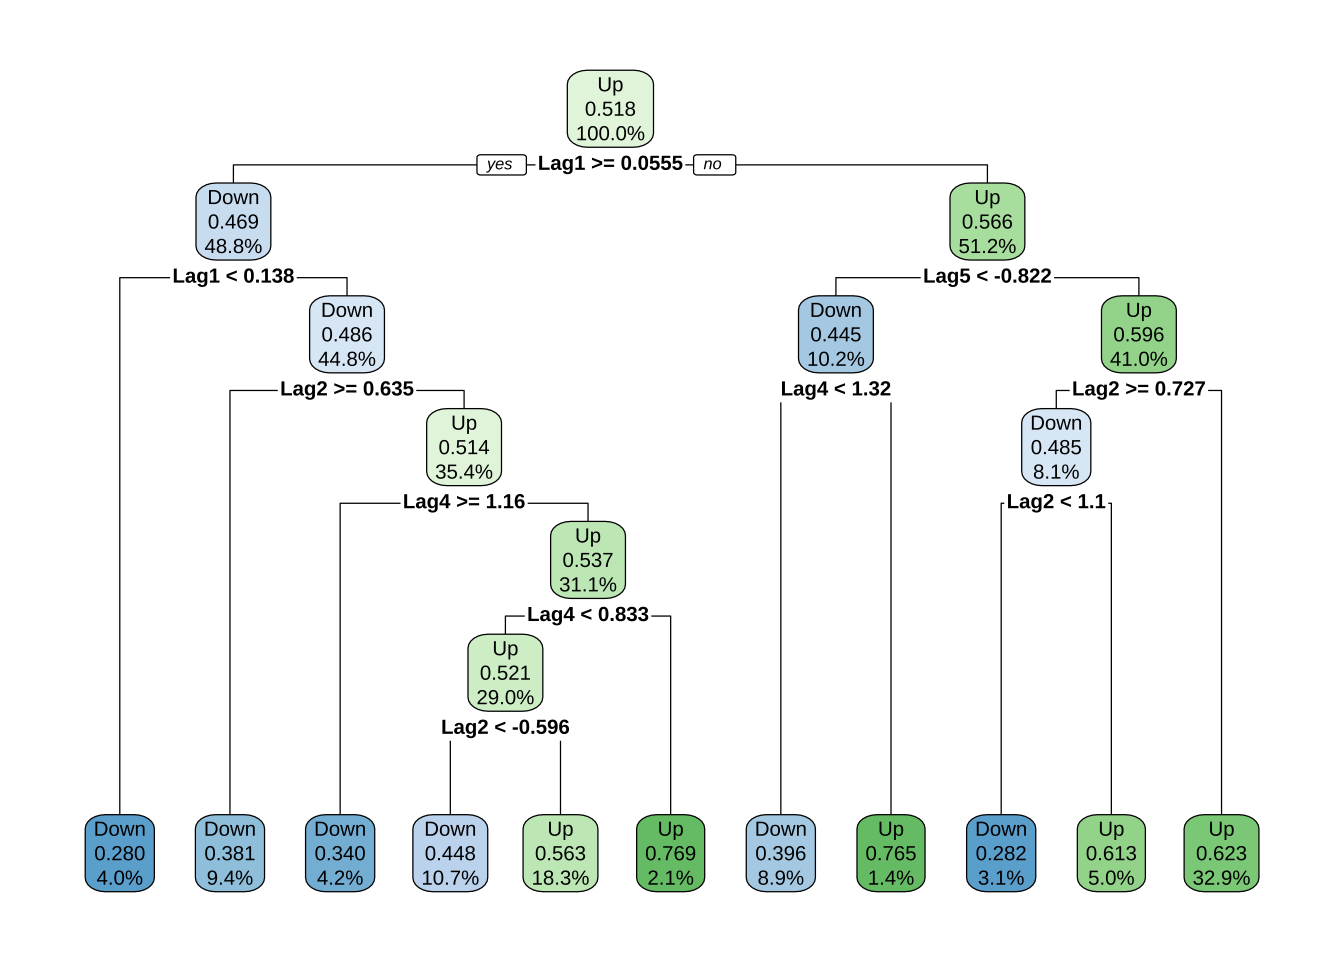 Up
0.518
100.0%
yes Lag1 >= 0.0555 no
Down
0.469
48.8%
Up
0.566
51.2%
Lag1 < 0.138
Lag5 < -0.822
Down
0.486
44.8%
Down
0.445
10.2%
Up
0.596
41.0%
Lag2 >= 0.635
Lag4 < 1.32
Lag2 >= 0.727
Up
0.514
35.4%
Down
0.485
8.1%
Lag4 >= 1.16
Lag2 < 1.1
Up
0.537
31.1%
Lag4 < 0.833
Up
0.521
29.0%
Lag2 < -0.596
Down
0.280
4.0%
Down
0.381
9.4%
Down
0.340
4.2%
Down
0.448
10.7%
Up
0.563
18.3%
Up
0.769
2.1%
Down
0.396
8.9%
Up
0.765
1.4%
Down
0.282
3.1%
Up
0.613
5.0%
Up
0.623
32.9%